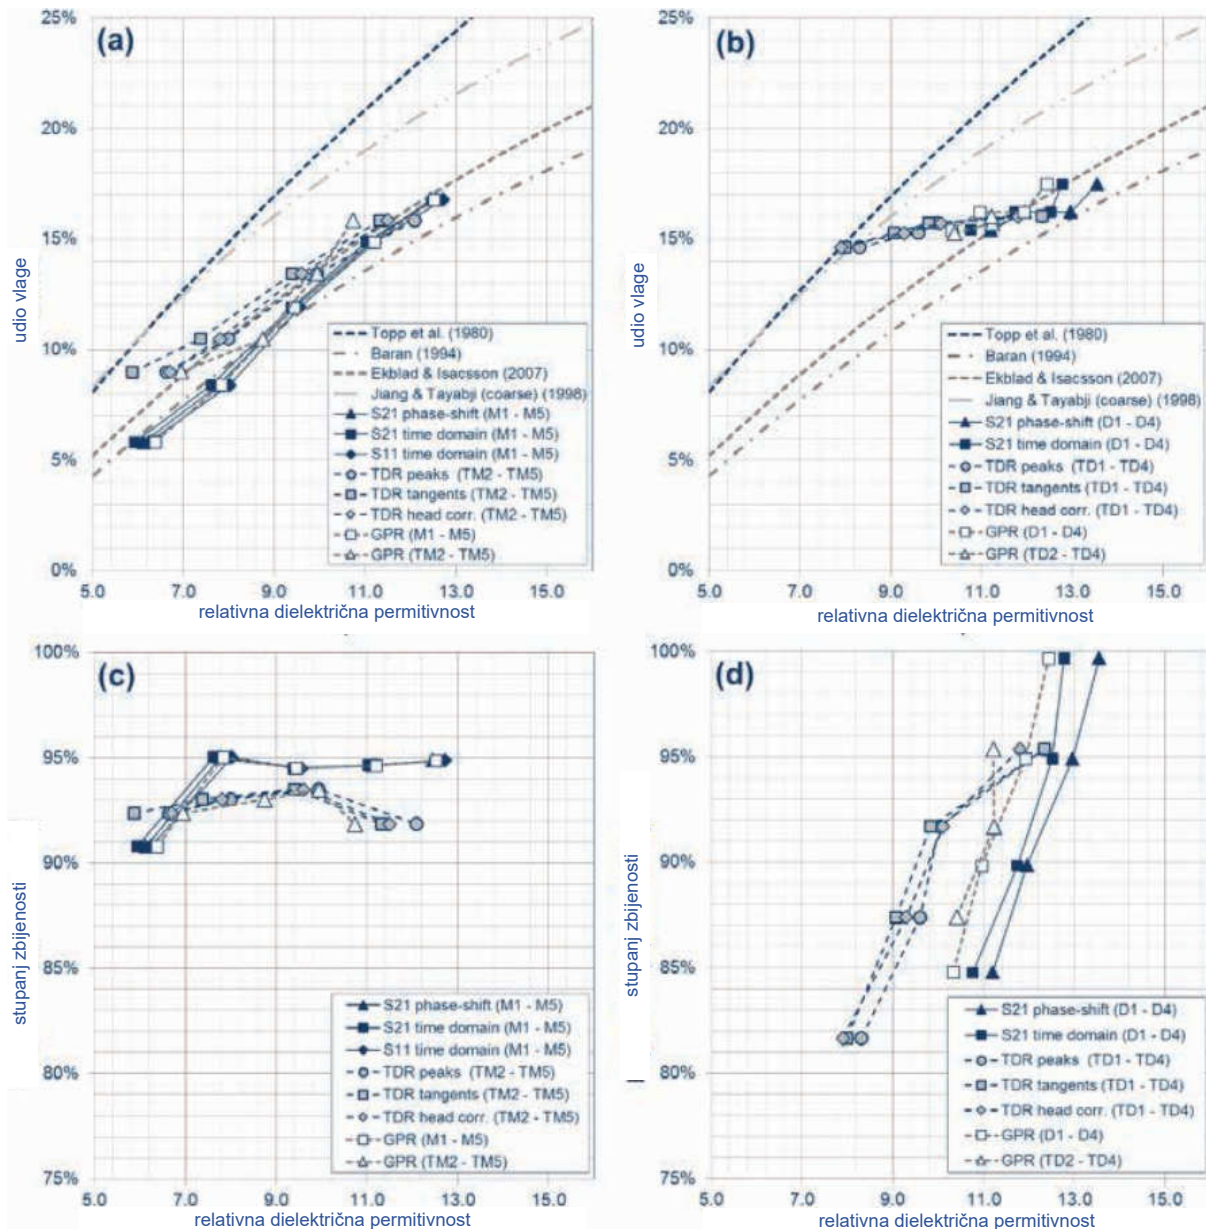 (a)
25%
20%
15%
10%
5%
0%
udio vlage
Topp et al. (1980)
Baran (1994)
Ekblad & Isacsson (2007)
Jiang & Tayabji (coarse) (1998)
S21 phase-shift (M1 - M5)
S21 time domain (M1 - M5)
S11 time domain (M1 - M5)
TDR peaks (TM2 - TM5)
TDR tangents (TM2 - TM5)
TDR head corr. (TM2 - TM5)
GPR (M1 - M5)
GPR (TM2 - TM5)
5.0 7.0 9.0 11.0 13.0 15.0
relativna dielektrična permitivnost
(b)
25%
20%
15%
10%
5%
0%
udio vlage
Topp et al. (1980)
Baran (1994)
Ekblad & Isacsson (2007)
Jiang & Tayabji (coarse) (1998)
S21 phase-shift (D1 - D4)
S21 time domain (D1 - D4)
TDR peaks (TD1 - TD4)
TDR tangents (TD1 - TD4)
TDR head corr. (TD1 - TD4)
GPR (D1 - D4)
GPR (TD2 - TD4)
5.0 7.0 9.0 11.0 13.0 15.0
relativna dielektrična permitivnost
(c)
100%
95%
90%
85%
80%
75%
stupanj zbijenosti
S21 phase-shift (M1 - M5)
S21 time domain (M1 - M5)
S11 time domain (M1 - M5)
TDR peaks (TM2 - TM5)
TDR tangents (TM2 - TM5)
TDR head corr. (TM2 - TM5)
GPR (M1 - M5)
GPR (TM2 - TM5)
5.0 7.0 9.0 11.0 13.0 15.0
relativna dielektrična permitivnost
(d)
100%
95%
90%
85%
80%
75%
stupanj zbijenosti
S21 phase-shift (D1 - D4)
S21 time domain (D1 - D4)
TDR peaks (TD1 - TD4)
TDR tangents (TD1 - TD4)
TDR head corr. (TD1 - TD4)
GPR (D1 - D4)
GPR (TD2 - TD4)
5.0 7.0 9.0 11.0 13.0 15.0
relativna dielektrična permitivnost